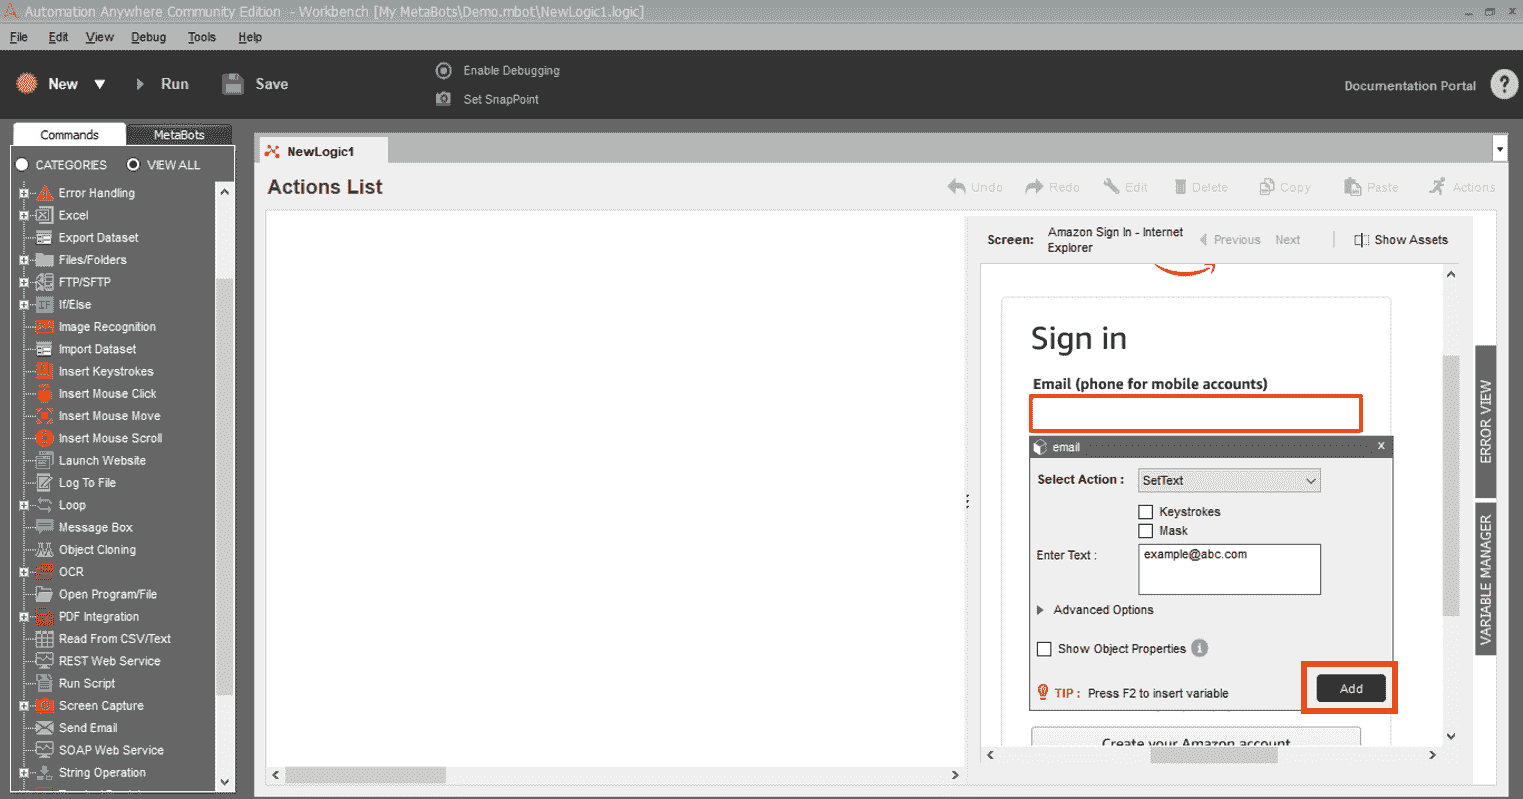 Automation Anywhere Community Edition - Workbench [My MetaBots\Demo.mbot\NewLogic1.logic]
File Edit View Debug Tools Help
New Run Save
Enable Debugging
Set SnapPoint
Documentation Portal ?
Commands MetaBots
CATEGORIES VIEW ALL
Error Handling
Excel
Export Dataset
Files/Folders
FTP/SFTP
If/Else
Image Recognition
Import Dataset
Insert Keystrokes
Insert Mouse Click
Insert Mouse Move
Insert Mouse Scroll
Launch Website
Log To File
Loop
Message Box
Object Cloning
OCR
Open Program/File
PDF Integration
Read From CSV/Text
REST Web Service
Run Script
Screen Capture
Send Email
SOAP Web Service
String Operation
NewLogic1
Actions List
Undo Redo Edit Delete Copy Paste Actions
Screen: Amazon Sign In - Internet
Explorer
Previous Next Show Assets
Sign in
Email (phone for mobile accounts)
email x
Select Action : SetText
Keystrokes
Mask
Enter Text : example@abc.com
Advanced Options
Show Object Properties i
TIP : Press F2 to insert variable
Add
Create your Amazon account
ERROR VIEW
VARIABLE MANAGER